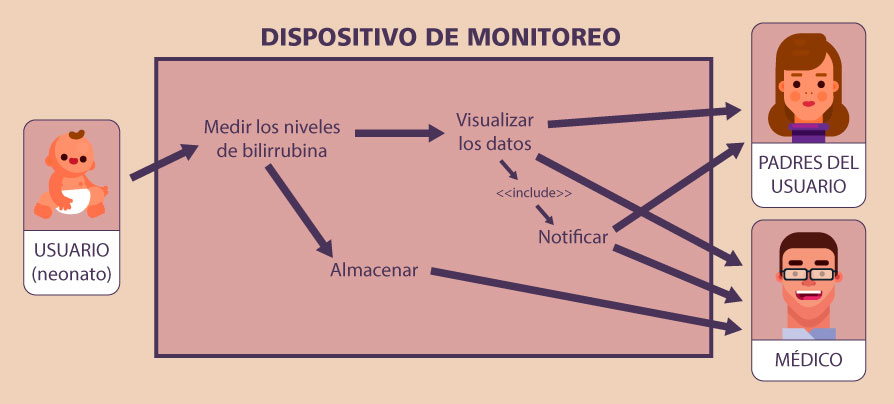 DISPOSITIVO DE MONITOREO
USUARIO
(neonato)
Medir los niveles
de bilirrubina
Visualizar
los datos
<<include>>
Notificar
Almacenar
PADRES DEL
USUARIO
MÉDICO